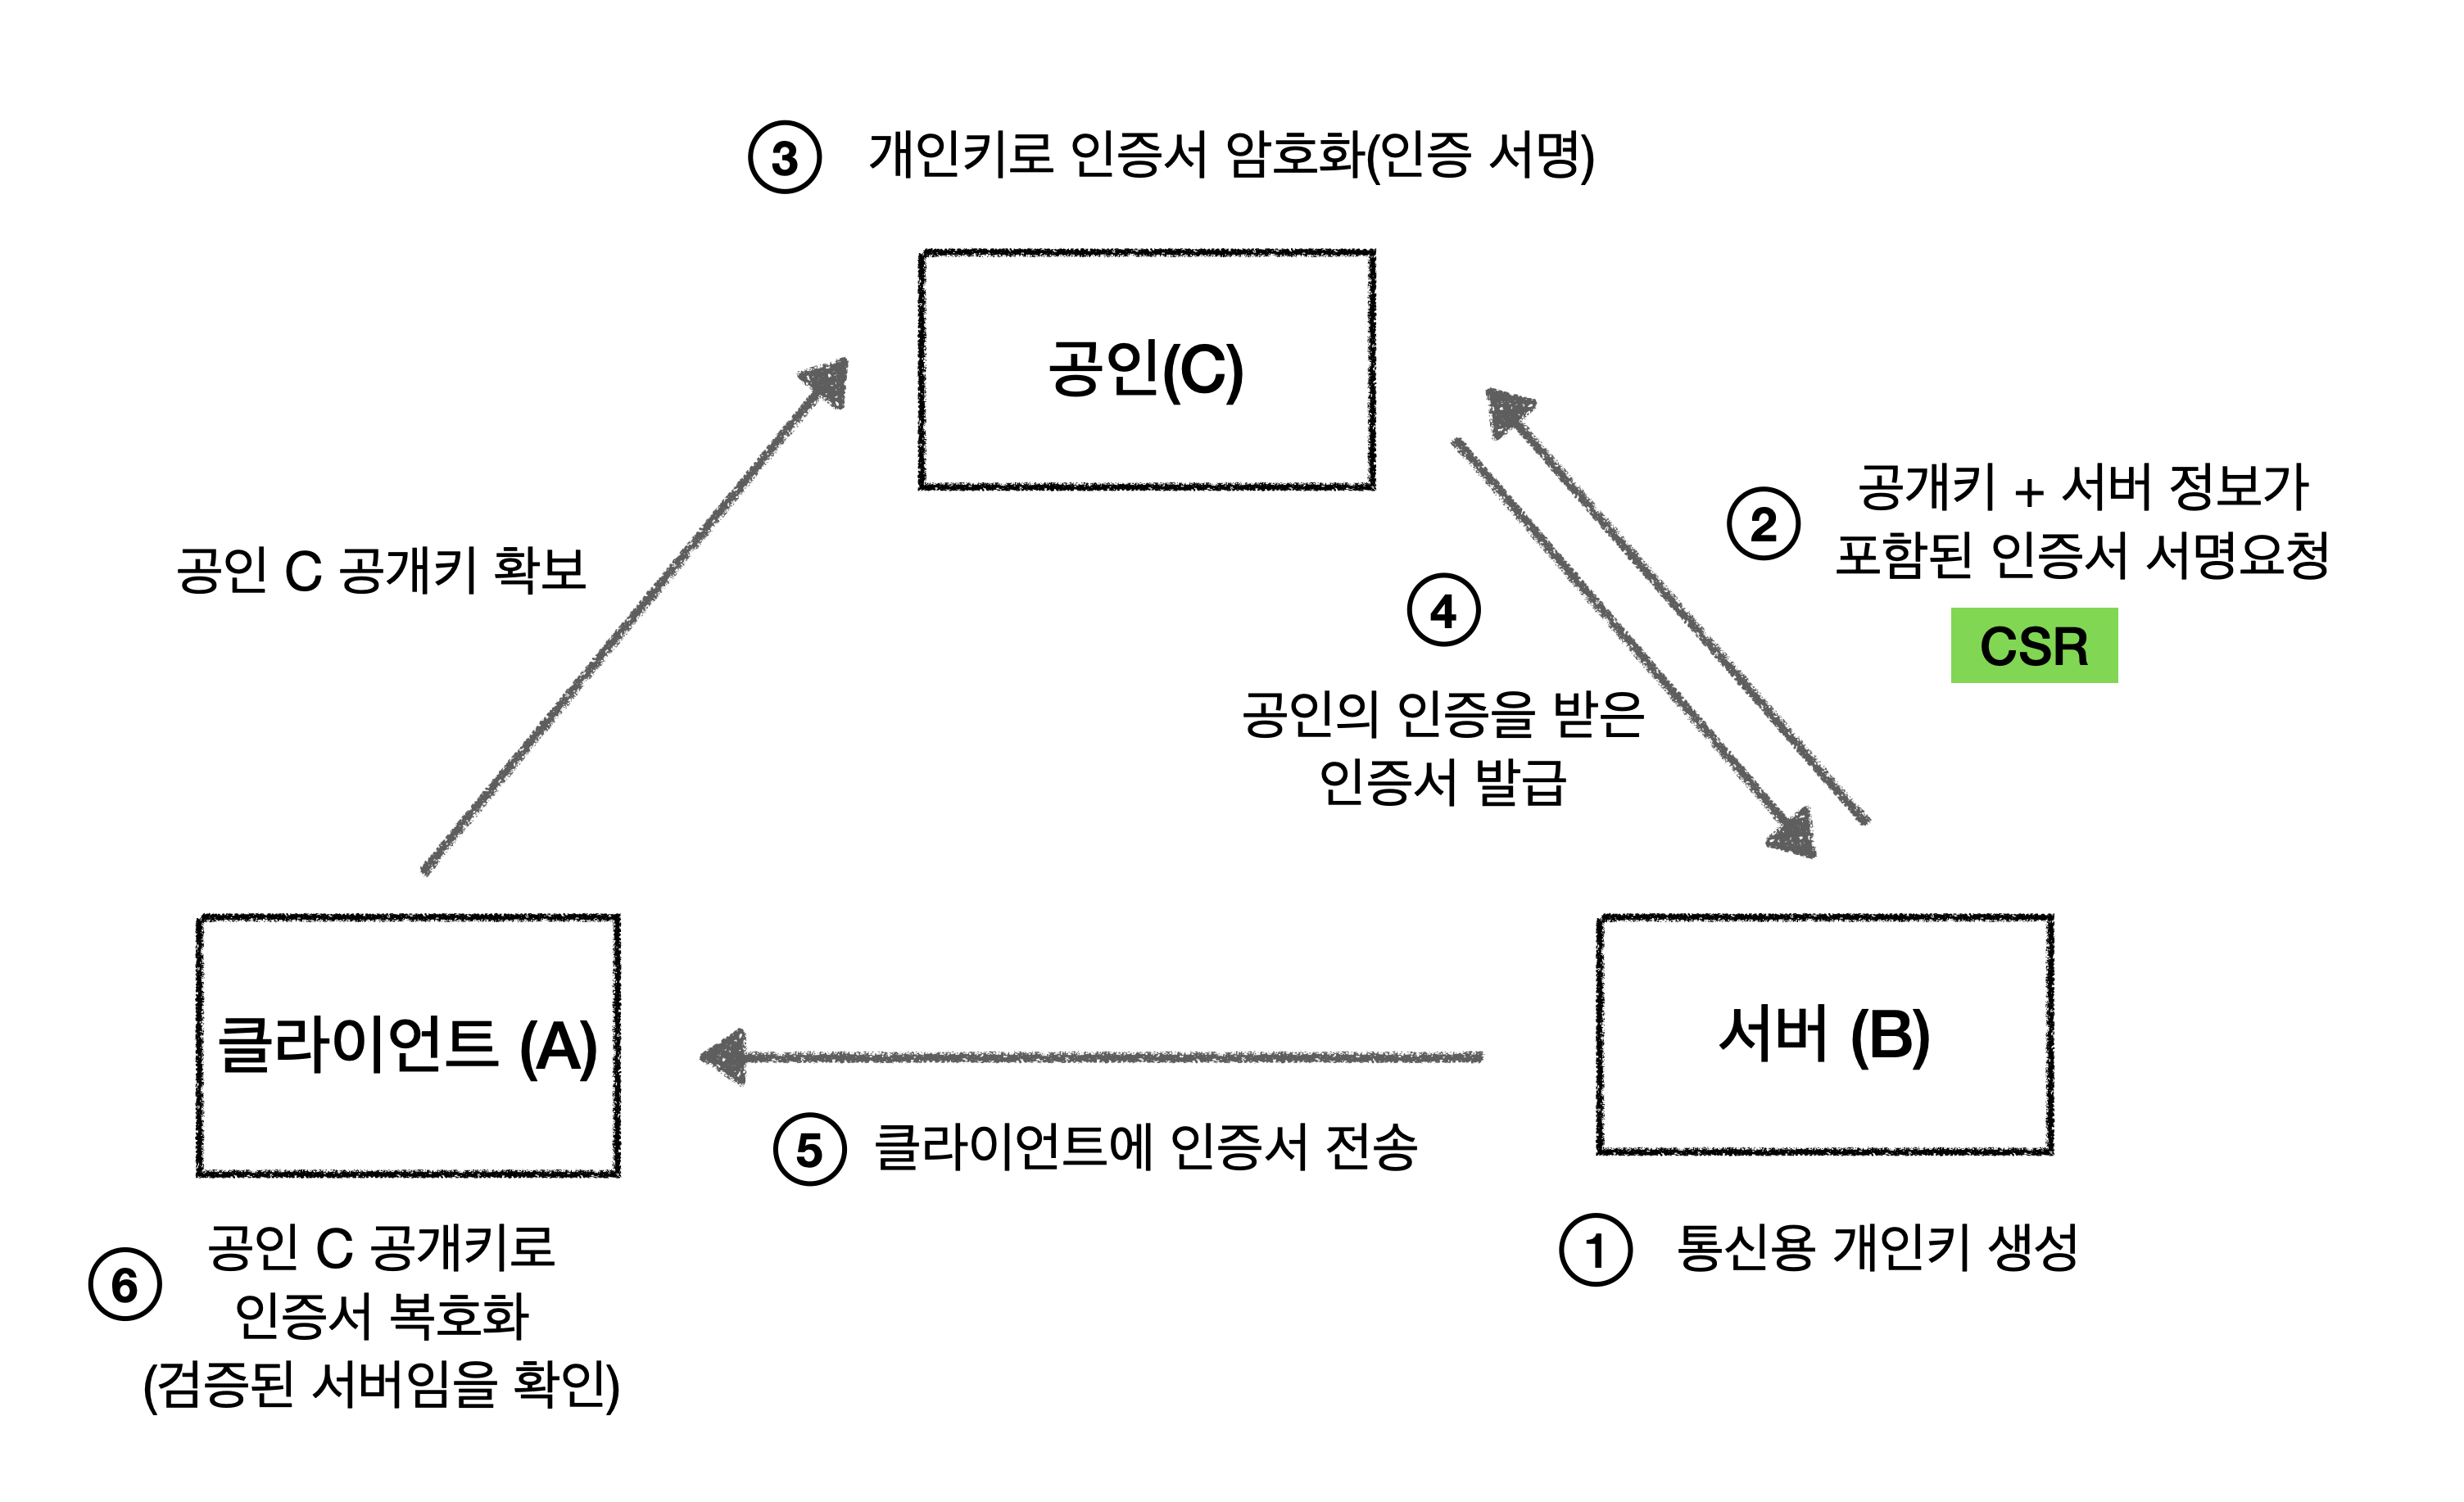 ③ 개인키로 인증서 암호화(인증 서명)
공인(C)
② 공개키 + 서버 정보가
포함된 인증서 서명요청
CSR
공인 C 공개키 확보
④
공인의 인증을 받은
인증서 발급
클라이언트 (A)
서버 (B)
⑤ 클라이언트에 인증서 전송
① 통신용 개인키 생성
⑥ 공인 C 공개키로
인증서 복호화
(검증된 서버임을 확인)